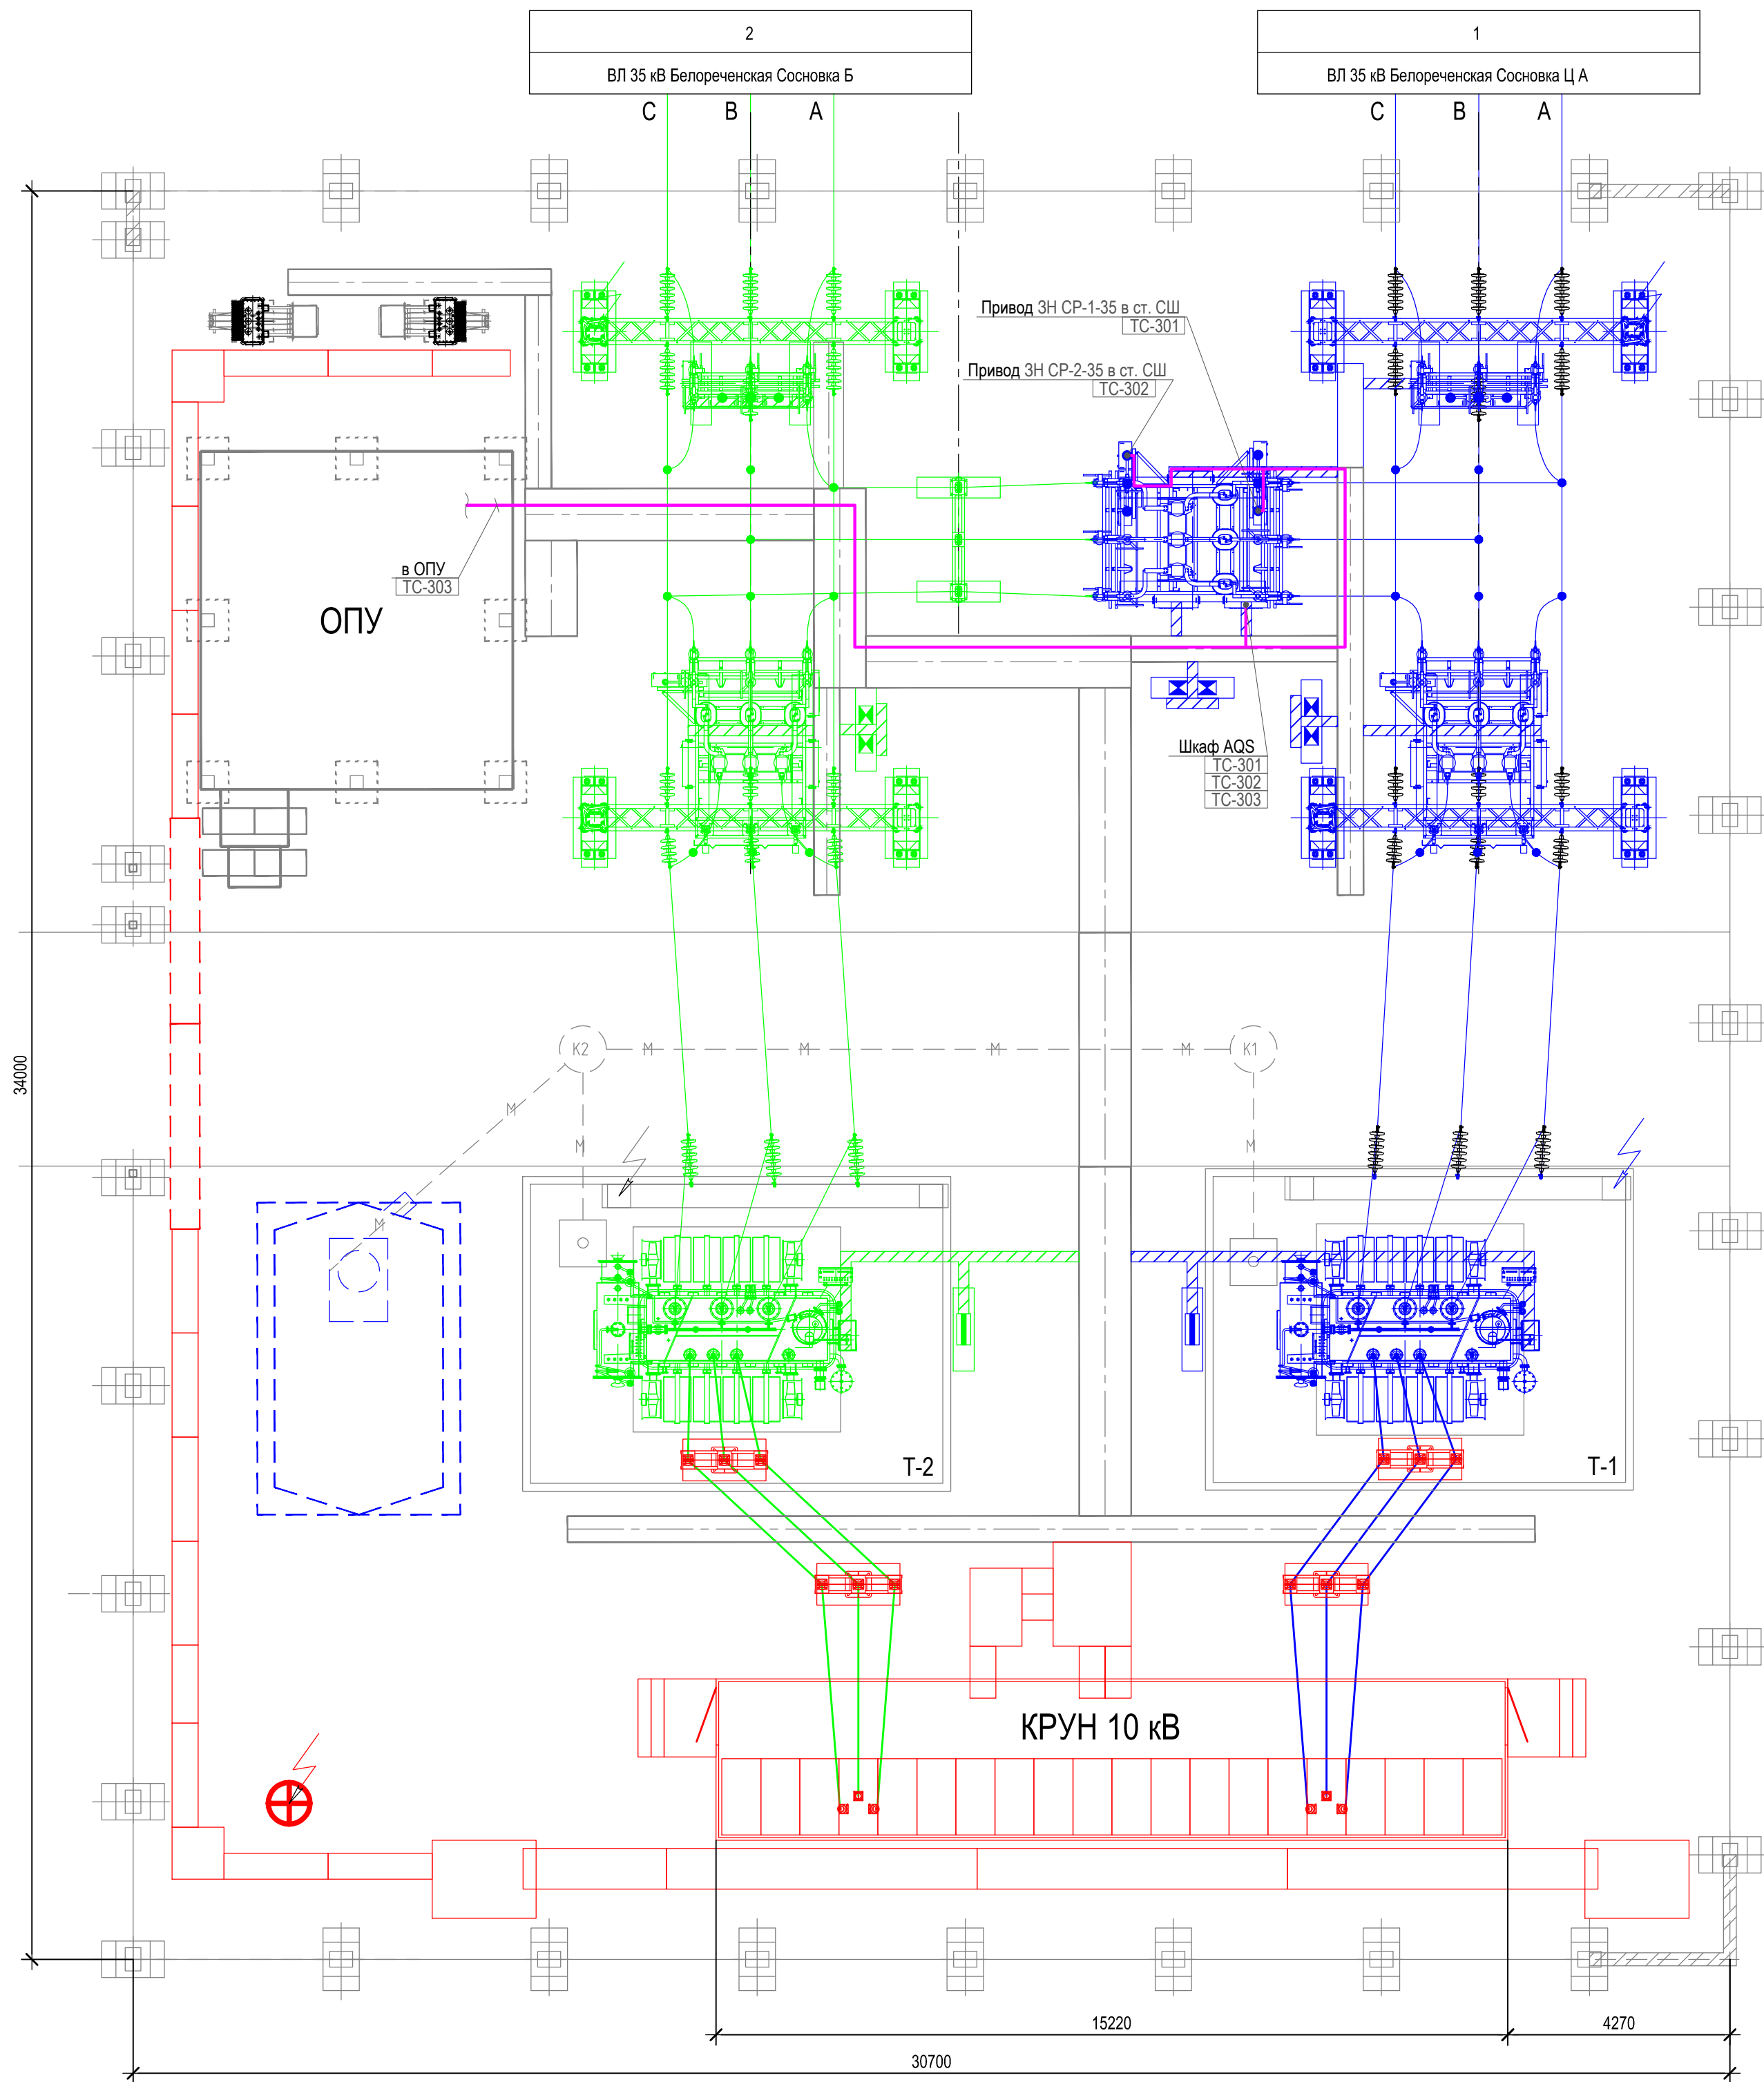 2
1
ВЛ 35 кВ Белореченская Сосновка Б
ВЛ 35 кВ Белореченская Сосновка Ц А
C B A
C B A
Привод ЗН СР-1-35 в ст. СШ
ТС-301
Привод ЗН СР-2-35 в ст. СШ
ТС-302
в ОПУ
ТС-303
ОПУ
Шкаф AQS
ТС-301
ТС-302
ТС-303
34000
К2
М
М
М
М
К1
М
М
М
М
Т-2
Т-1
КРУН 10 кВ
15220
4270
30700